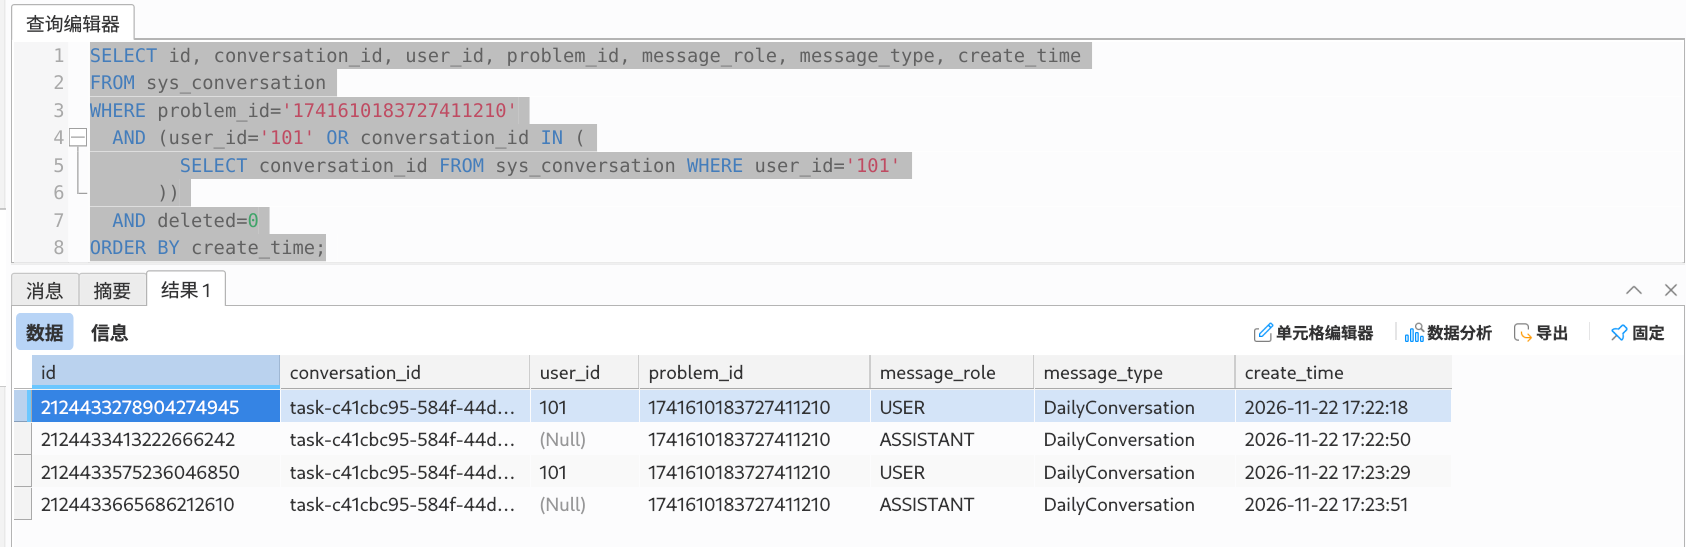 查询编辑器
1 SELECT id, conversation_id, user_id, problem_id, message_role, message_type, create_time
2 FROM sys_conversation
3 WHERE problem_id='1741610183727411210'
4 AND (user_id='101' OR conversation_id IN (
5 SELECT conversation_id FROM sys_conversation WHERE user_id='101'
6 ))
7 AND deleted=0
8 ORDER BY create_time;
消息 摘要 结果 1
数据 信息 单元格编辑器 数据分析 导出 固定
id conversation_id user_id problem_id message_role message_type create_time
2124433278904274945 task-c41cbc95-584f-44d... 101 1741610183727411210 USER DailyConversation 2026-11-22 17:22:18
2124433413222666242 task-c41cbc95-584f-44d... (Null) 1741610183727411210 ASSISTANT DailyConversation 2026-11-22 17:22:50
2124433575236046850 task-c41cbc95-584f-44d... 101 1741610183727411210 USER DailyConversation 2026-11-22 17:23:29
2124433665686212610 task-c41cbc95-584f-44d... (Null) 1741610183727411210 ASSISTANT DailyConversation 2026-11-22 17:23:51